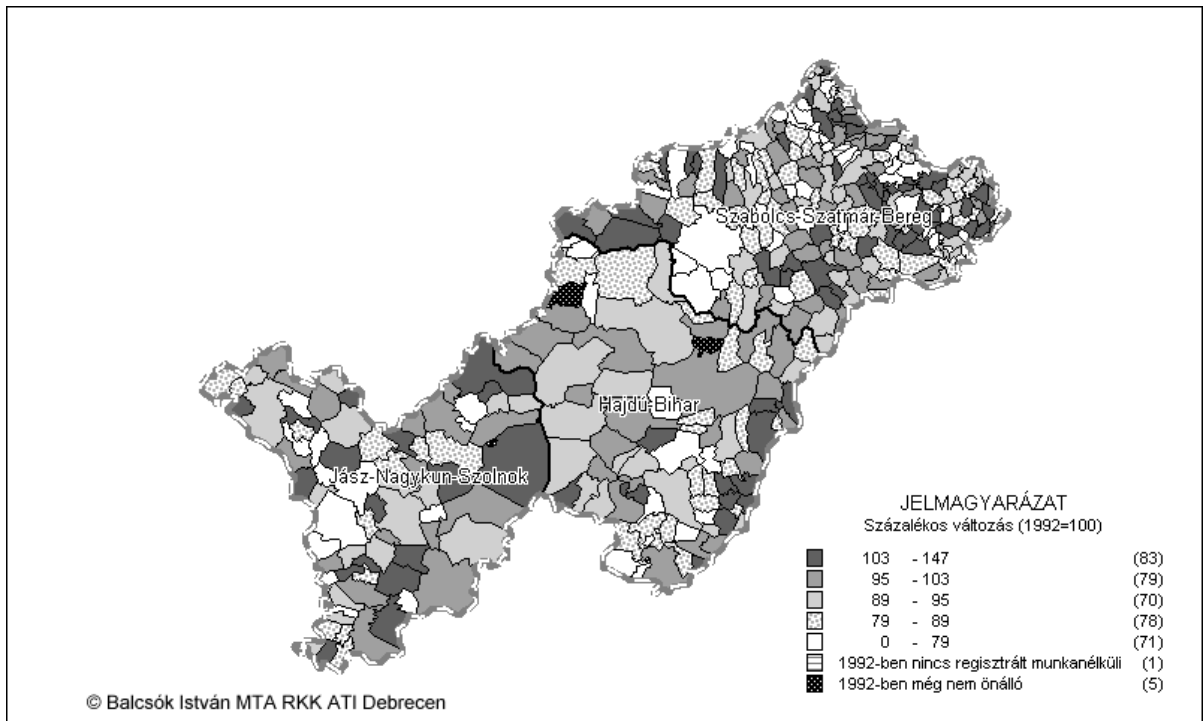 Szabolcs-Szatmár-Bereg
Hajdú-Bihar
Jász-Nagykun-Szolnok
JELMAGYARÁZAT
Százalékos változás (1992=100)
103 - 147 (83)
95 - 103 (79)
89 - 95 (70)
79 - 89 (78)
0 - 79 (71)
1992-ben nincs regisztrált munkanélküli (1)
1992-ben még nem önálló (5)
© Balcsók István MTA RKK ATI Debrecen